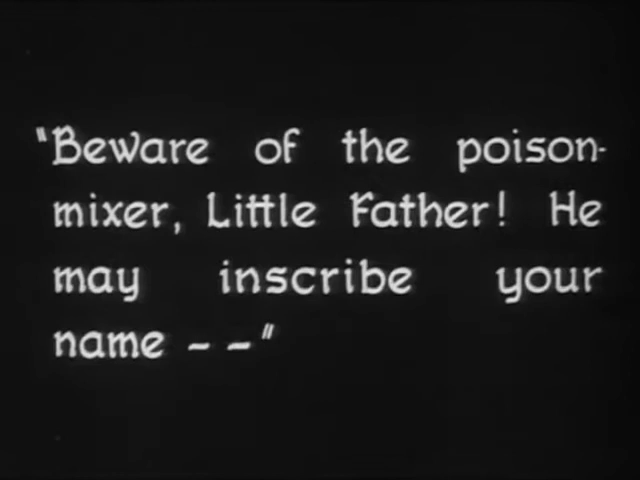 "Beware of the poison-
mixer, Little Father! He
may inscribe your
name -- --"